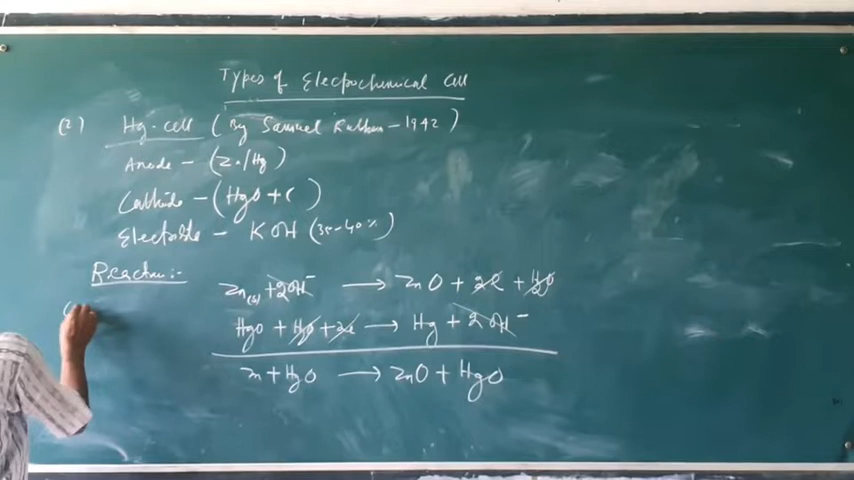 Types of Elecpochemical Cell
(2) Hg-cell (By Samuel Ruben - 1942)
Anode - (Zn/Hg)
Cathode - (HgO + C)
Electrolyte - KOH (35-40%)
Reaction:-
Zn(s) + 2OH⁻ → ZnO + 2e + H₂O
HgO + H₂O + 2e → Hg + 2OH⁻
Zn + HgO → ZnO + HgO